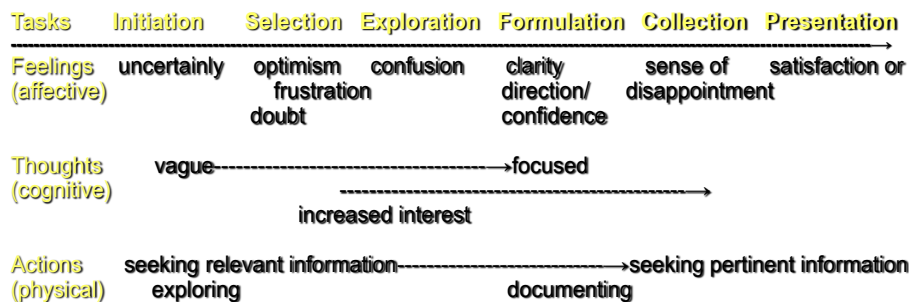 Tasks Initiation Selection Exploration Formulation Collection Presentation
Feelings uncertainly optimism confusion clarity sense of satisfaction or
(affective) frustration direction/ disappointment
doubt confidence
Thoughts vague focused
(cognitive)
increased interest
Actions seeking relevant information seeking pertinent information
(physical) exploring documenting